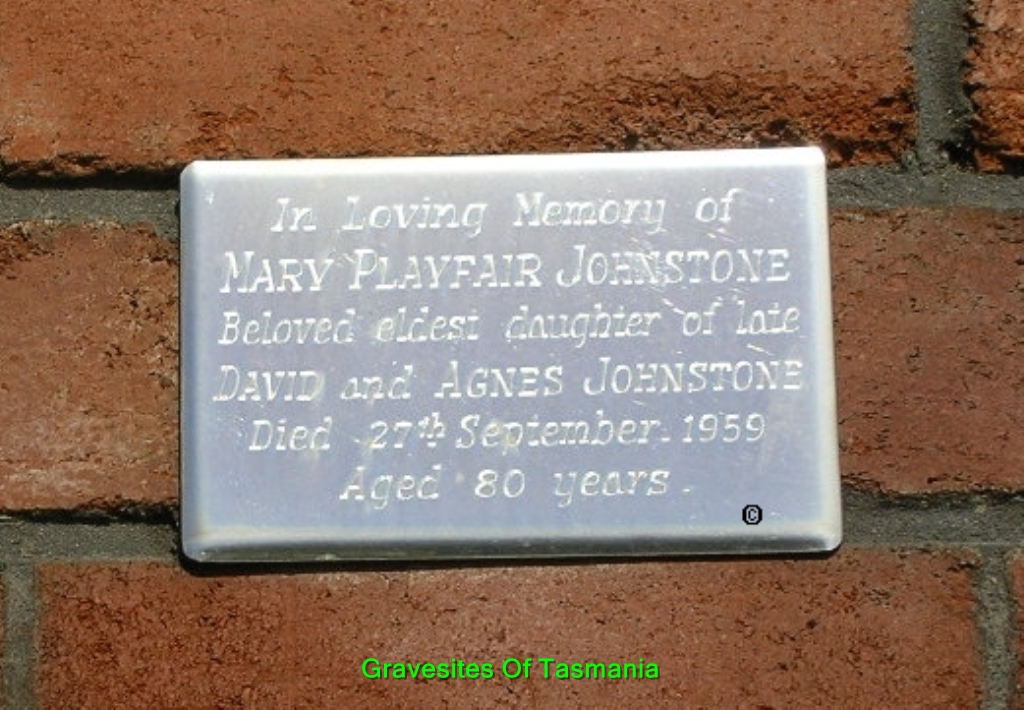 In Loving Memory of
MARY PLAYFAIR JOHNSTONE
Beloved eldest daughter of late
DAVID and AGNES JOHNSTONE
Died 27th September. 1959
Aged 80 years.
©
Gravesites Of Tasmania